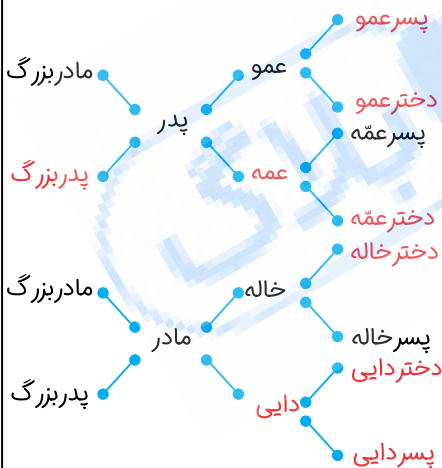 پسرعمو
عمو
مادربزرگ
دخترعمو
پدر
پسرعمّه
عمه
پدربزرگ
دخترعمّه
دخترخاله
خاله
مادربزرگ
مادر
پسرخاله
دختردایی
پدربزرگ
دایی
پسردایی